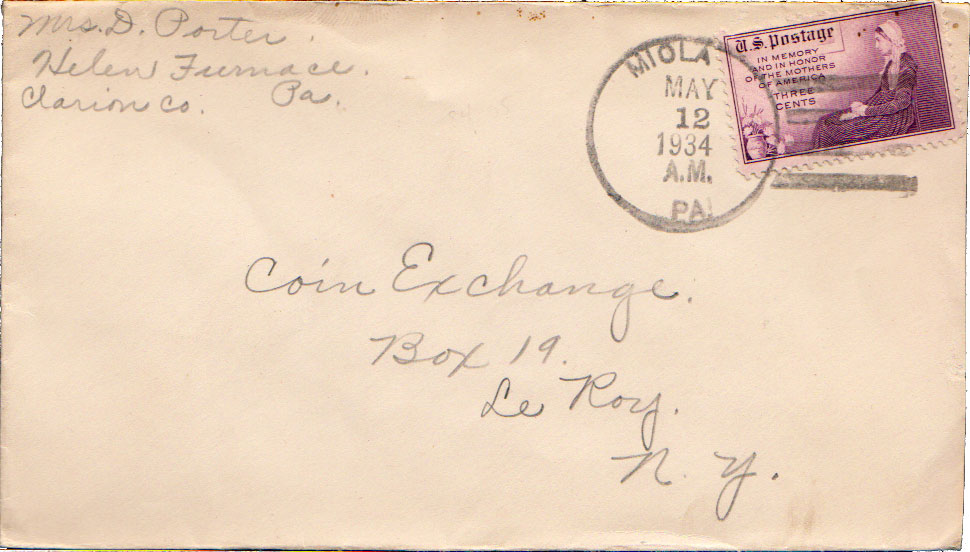 Mrs. D. Porter.
Helen Furnace.
Clarion Co. Pa.
MIOLA
MAY
12
1934
A.M.
PA.
U.S. Postage
IN MEMORY
AND IN HONOR
OF THE MOTHERS
OF AMERICA
THREE
CENTS
Coin Exchange.
Box 19.
Le Roy.
N. Y.